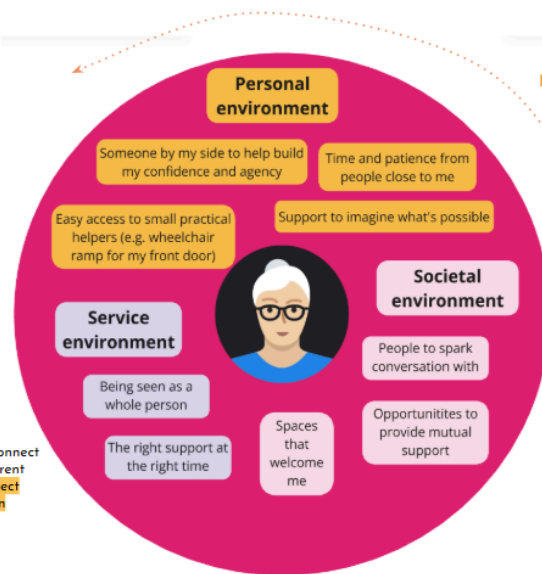 Personal
environment
Someone by my side to help build
my confidence and agency
Time and patience from
people close to me
Easy access to small practical
helpers (e.g. wheelchair
ramp for my front door)
Support to imagine what's possible
Societal
environment
Service
environment
People to spark
conversation with
Being seen as a
whole person
Opportunitites to
provide mutual
support
Spaces
that
welcome
me
The right support at
the right time
onnect
rent
ect
n